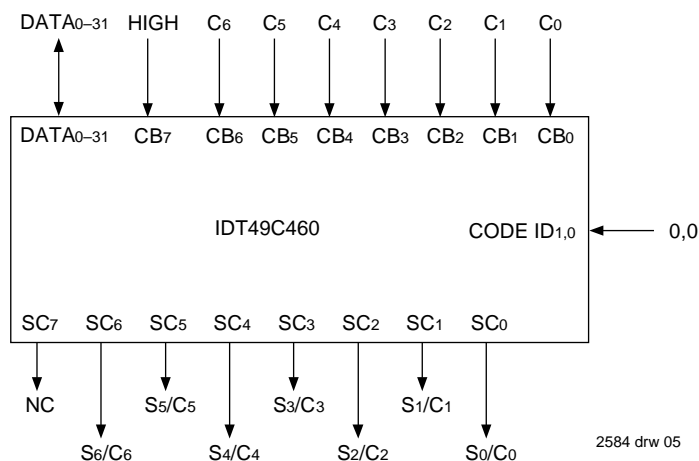 DATA0–31 HIGH C6 C5 C4 C3 C2 C1 C0
DATA0–31 CB7 CB6 CB5 CB4 CB3 CB2 CB1 CB0
IDT49C460 CODE ID1,0 0,0
SC7 SC6 SC5 SC4 SC3 SC2 SC1 SC0
NC S5/C5 S3/C3 S1/C1
S6/C6 S4/C4 S2/C2 S0/C0 2584 drw 05